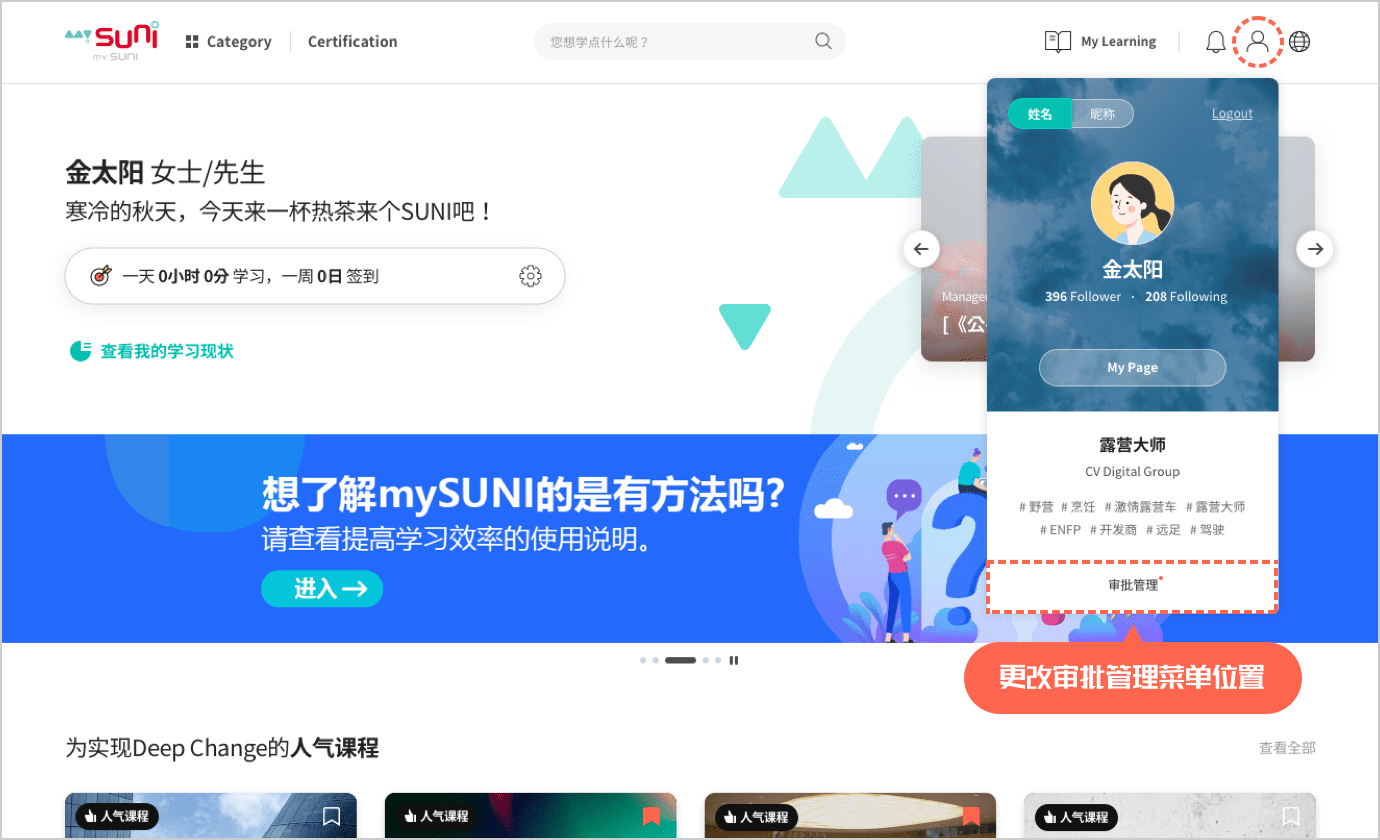 mySUNI
my SUNI
Category
Certification
您想学点什么呢？
My Learning
姓名
昵称
Logout
金太阳
396 Follower · 208 Following
My Page
露营大师
CV Digital Group
# 野营 # 烹饪 # 激情露营车 # 露营大师
# ENFP # 开发商 # 远足 # 驾驶
审批管理
更改审批管理菜单位置
金太阳 女士/先生
寒冷的秋天，今天来一杯热茶来个SUNI吧！
一天 0小时 0分 学习，一周 0日 签到
查看我的学习现状
[《公
想了解mySUNI的是有方法吗?
请查看提高学习效率的使用说明。
进入→
为实现Deep Change的人气课程
查看全部
人气课程
人气课程
人气课程
人气课程